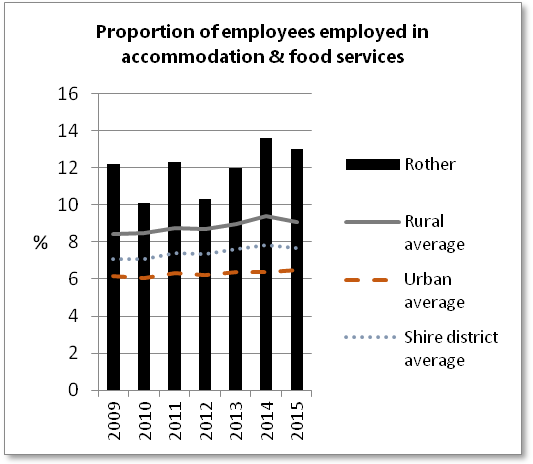 Proportion of employees employed in
accommodation & food services
16
14
12
10
8
6
4
2
0
%
2009
2010
2011
2012
2013
2014
2015
Rother
Rural
average
Urban
average
Shire district
average